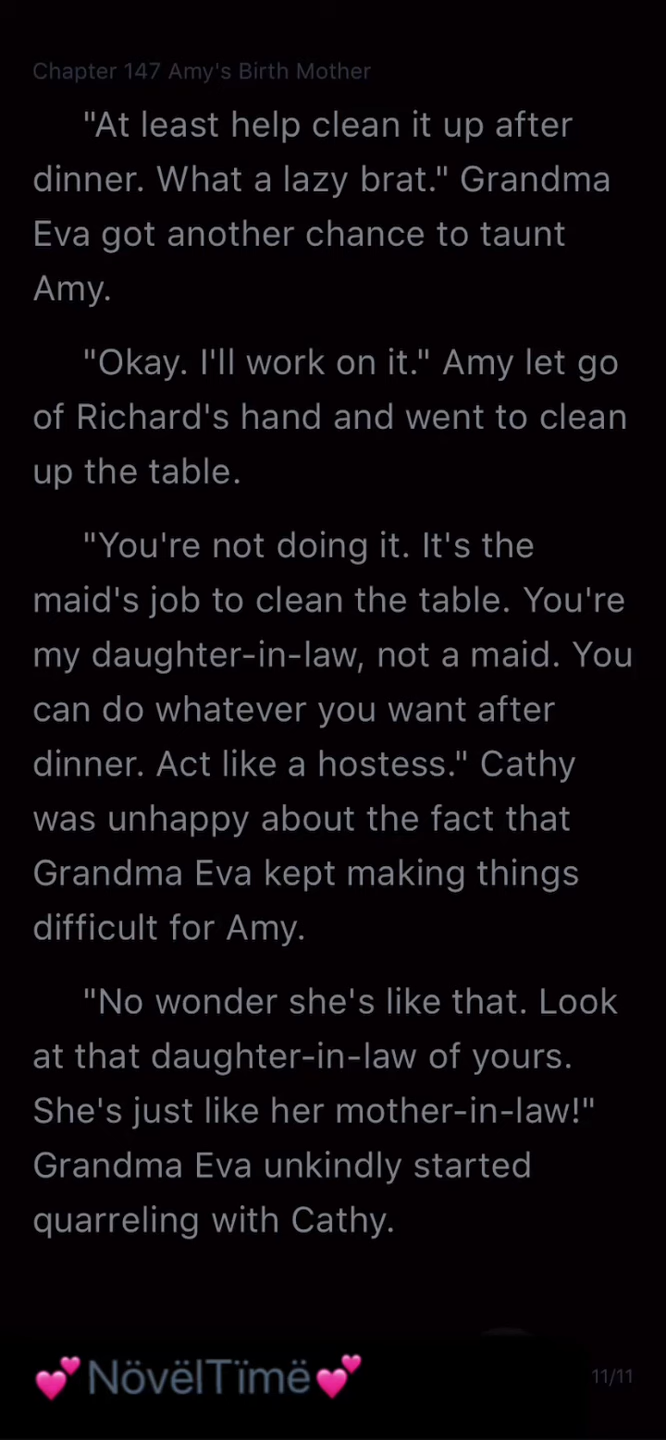 Chapter 147 Amy's Birth Mother
"At least help clean it up after
dinner. What a lazy brat." Grandma
Eva got another chance to taunt
Amy.
"Okay. I'll work on it." Amy let go
of Richard's hand and went to clean
up the table.
"You're not doing it. It's the
maid's job to clean the table. You're
my daughter-in-law, not a maid. You
can do whatever you want after
dinner. Act like a hostess." Cathy
was unhappy about the fact that
Grandma Eva kept making things
difficult for Amy.
"No wonder she's like that. Look
at that daughter-in-law of yours.
She's just like her mother-in-law!"
Grandma Eva unkindly started
quarreling with Cathy.
💕NövëlTïmë💕
11/11